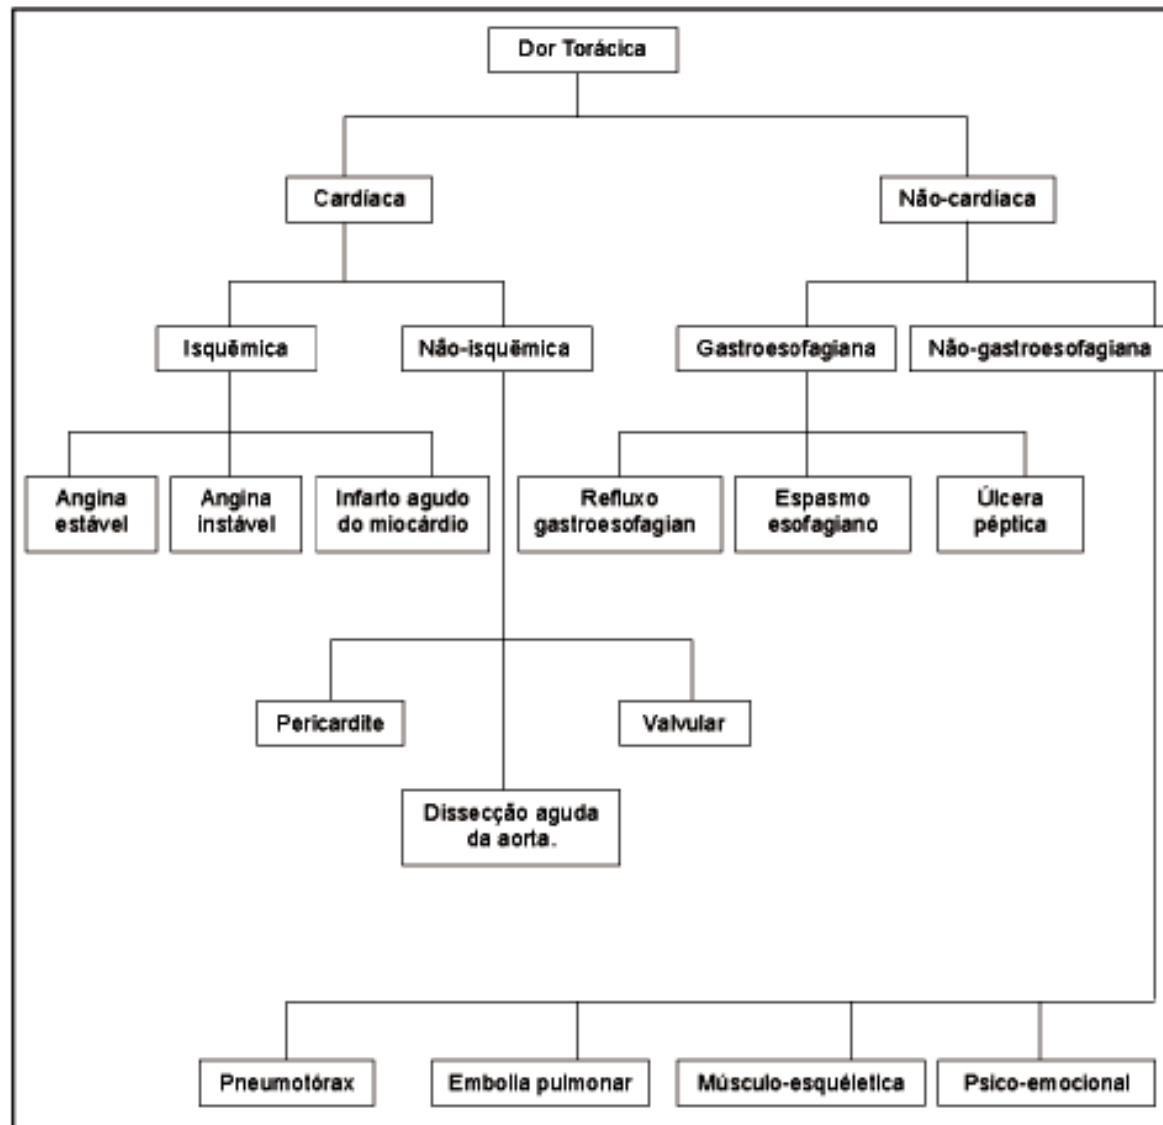 Dor Torácica
Cardíaca
Não-cardíaca
Isquêmica
Não-isquêmica
Gastroesofagiana
Não-gastroesofagiana
Angina
estável
Angina
instável
Infarto agudo
do miocárdio
Refluxo
gastroesofagian
Espasmo
esofagiano
Úlcera
péptica
Pericardite
Valvular
Dissecção aguda
da aorta.
Pneumotórax
Embolia pulmonar
Músculo-esquéletica
Psico-emocional